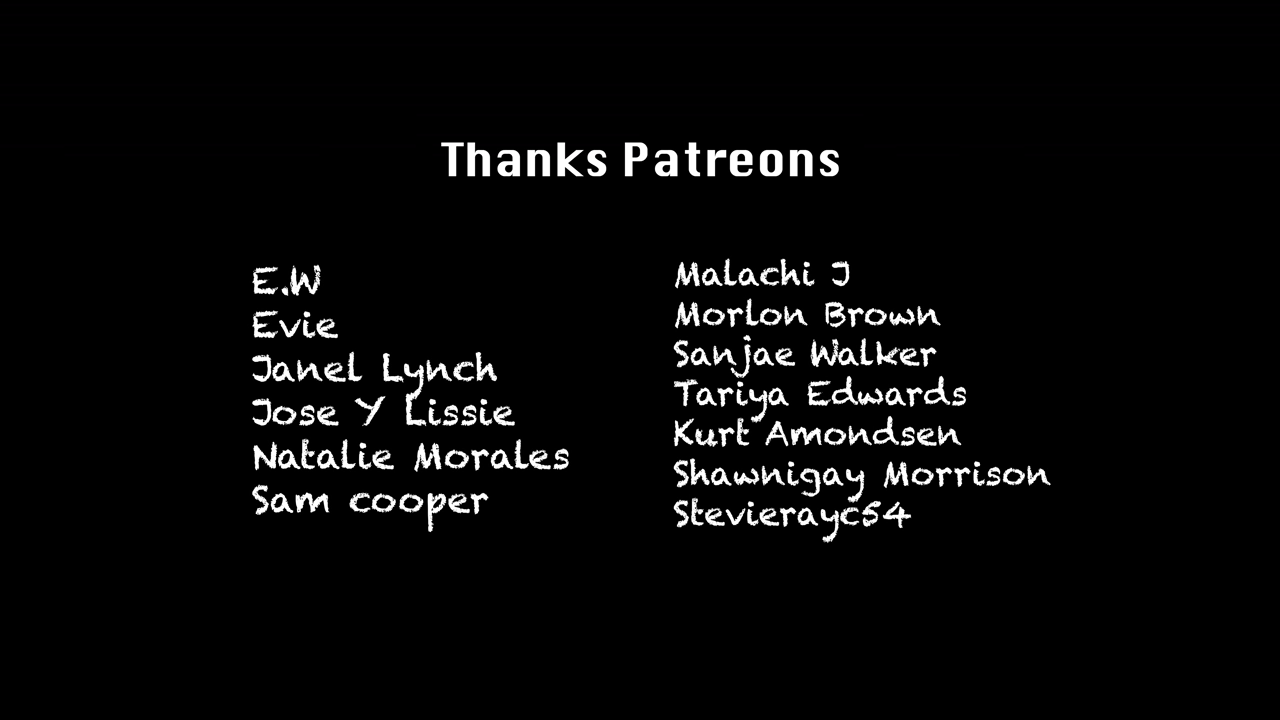 Thanks Patreons
E.W
Evie
Janel Lynch
Jose Y Lissie
Natalie Morales
Sam cooper
Malachi J
Morlon Brown
Sanjae Walker
Tariya Edwards
Kurt Amondsen
Shawnigay Morrison
Stevierayc54